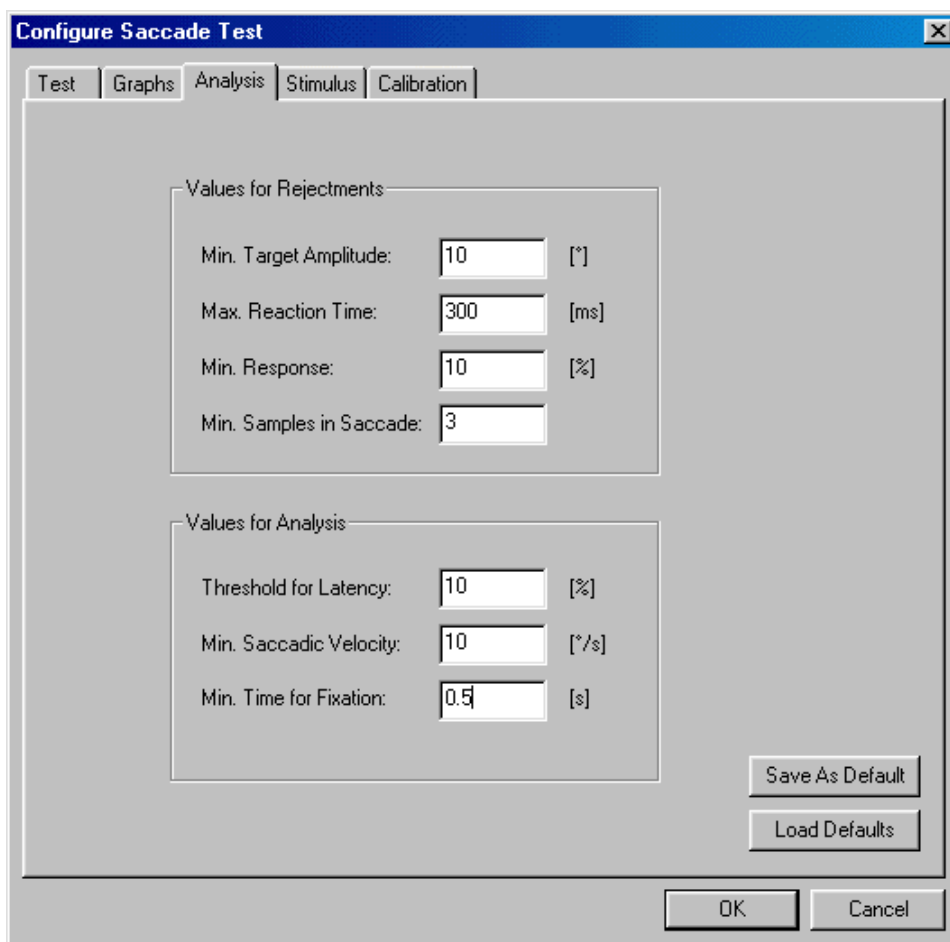 Configure Saccade Test
Test Graphs Analysis Stimulus Calibration
Values for Rejectments
Min. Target Amplitude: 10 [°]
Max. Reaction Time: 300 [ms]
Min. Response: 10 [%]
Min. Samples in Saccade: 3
Values for Analysis
Threshold for Latency: 10 [%]
Min. Saccadic Velocity: 10 [°/s]
Min. Time for Fixation: 0.5 [s]
Save As Default
Load Defaults
OK Cancel